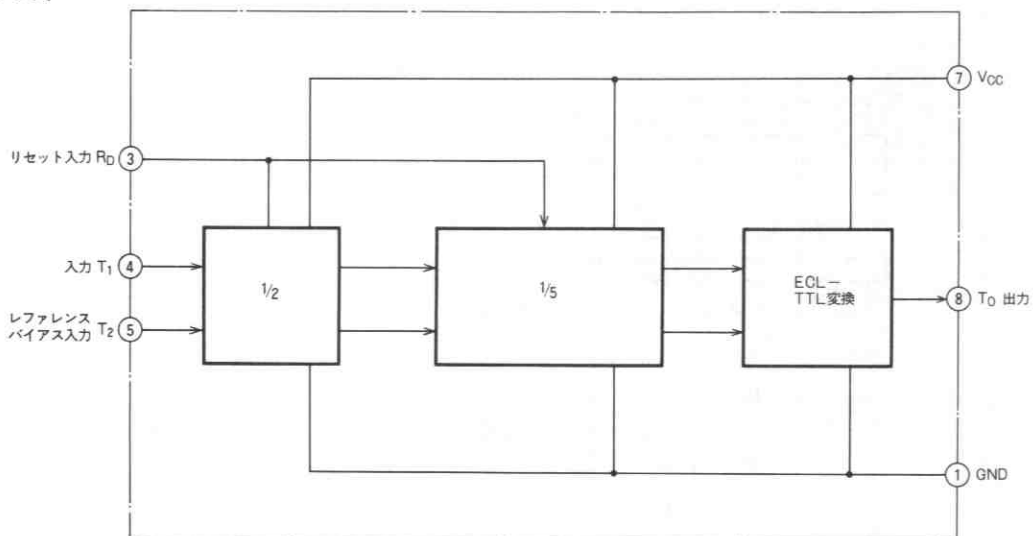 7 VCC
リセット入力 RD 3
入力 T1 4
レファレンス
バイアス入力 T2 5
1/2
1/5
ECL－
TTL変換
8 TO 出力
1 GND